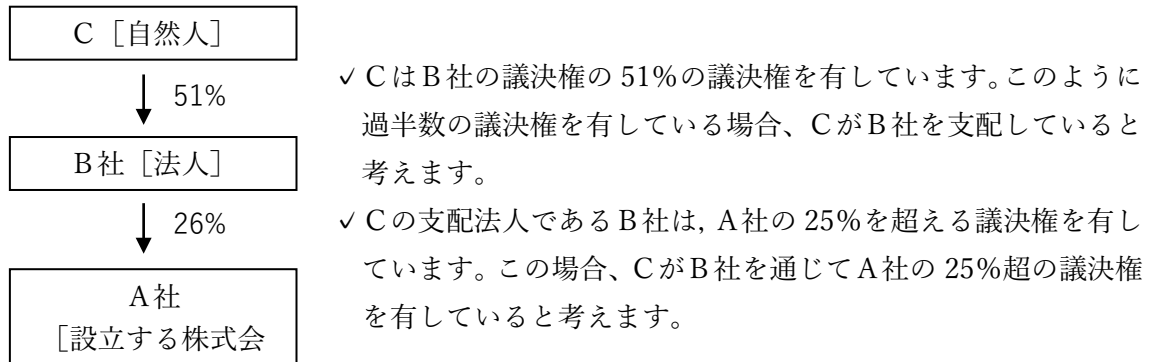 C［自然人］
51%
B社［法人］
26%
A社
［設立する株式会
✓ CはB社の議決権の 51%の議決権を有しています。このように
過半数の議決権を有している場合、CがB社を支配していると
考えます。
✓ Cの支配法人であるB社は, A社の 25%を超える議決権を有し
ています。この場合、CがB社を通じてA社の 25%超の議決権
を有していると考えます。